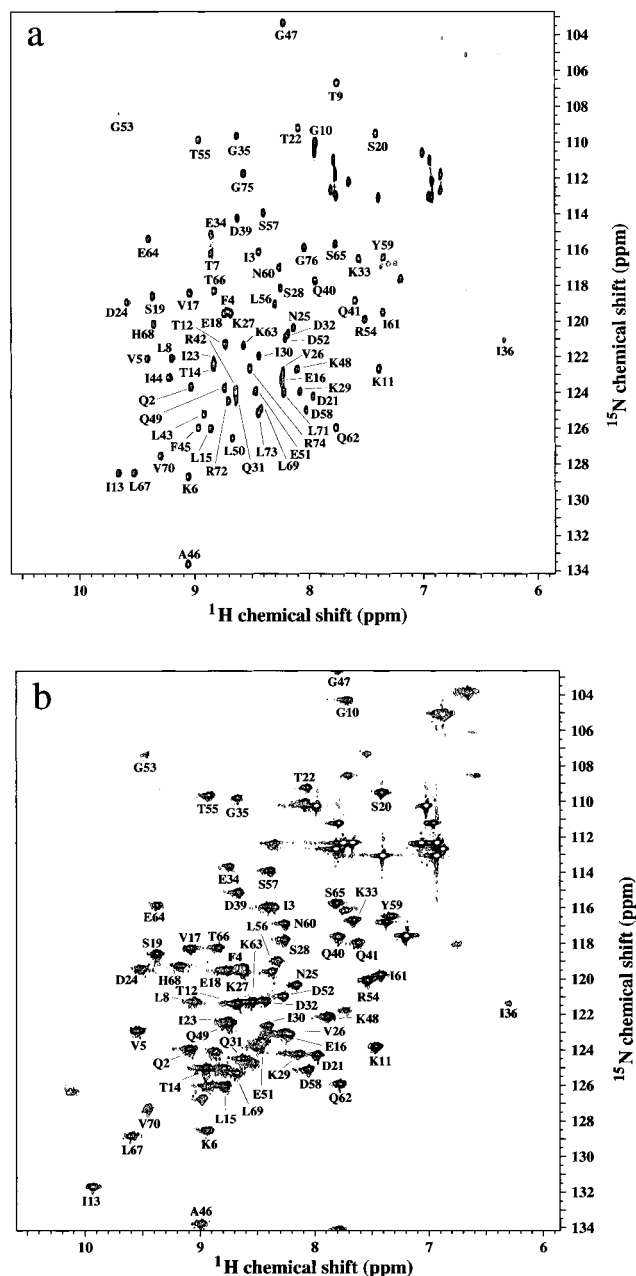 a
G47
104
106
T9
108
G53
T22
G10
S20
110
T55
G35
G75
112
E34
D39
S57
114
E64
T7
I3
G76
S65
Y59
116
T66
N60
K33
D24
S19
V17
F4
L56
S28
Q40
Q41
118
H68
T12
E18
K27
K63
N25
D32
R54
I61
120
V5
L8
R42
D52
I36
I23
I30
V26
K48
122
I44
T14
E16
K11
Q2
K29
Q49
D21
124
L71
D58
L43
R74
Q62
F45
L15
L50
L73
E51
L69
126
R72
Q31
V70
I13
L67
K6
128
130
132
A46
134
10
9
8
7
6
1H chemical shift (ppm)
15N chemical shift (ppm)
b
G47
104
G10
106
G53
108
T22
T55
G35
S20
110
112
E34
S57
114
D39
I3
S65
K33
E64
L56
Y59
116
S19
V17
T66
K63
N60
F4
S28
Q40
Q41
118
D24
H68
E18
K27
N25
I61
T12
D52
R54
120
L8
D32
I36
I23
I30
K48
122
V5
Q49
V26
Q31
E16
Q2
K11
124
K29
D21
T14
E51
D58
L69
Q62
L15
126
V70
L67
K6
128
130
I13
132
A46
134
10
9
8
7
6
1H chemical shift (ppm)
15N chemical shift (ppm)